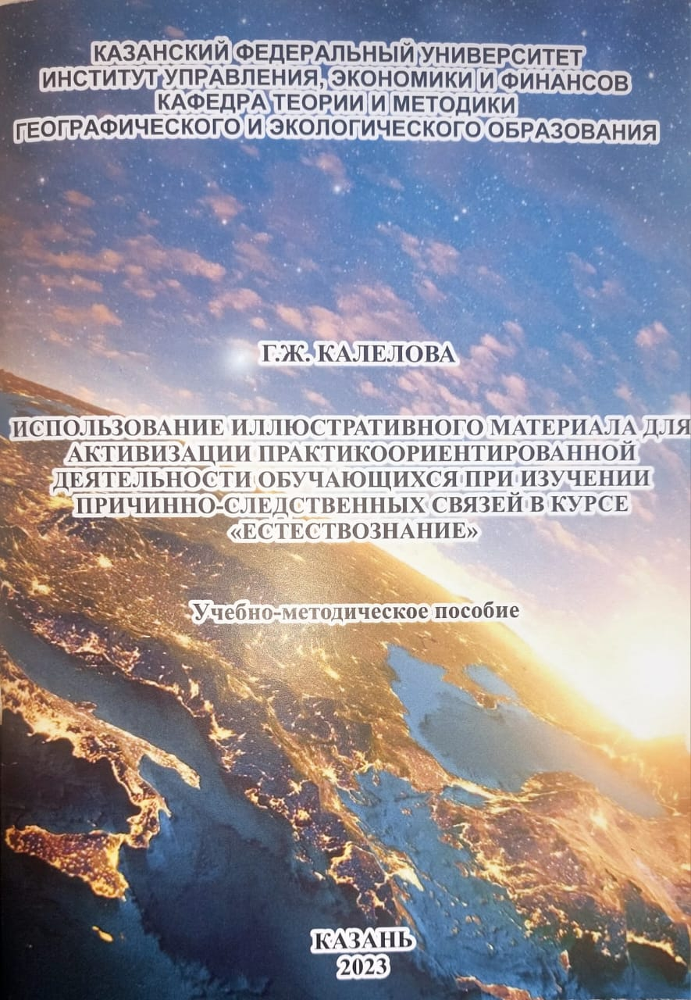 КАЗАНСКИЙ ФЕДЕРАЛЬНЫЙ УНИВЕРСИТЕТ
ИНСТИТУТ УПРАВЛЕНИЯ, ЭКОНОМИКИ И ФИНАНСОВ
КАФЕДРА ТЕОРИИ И МЕТОДИКИ
ГЕОГРАФИЧЕСКОГО И ЭКОЛОГИЧЕСКОГО ОБРАЗОВАНИЯ
Г.Ж. КАЛЕЛОВА
ИСПОЛЬЗОВАНИЕ ИЛЛЮСТРАТИВНОГО МАТЕРИАЛА ДЛЯ
АКТИВИЗАЦИИ ПРАКТИКООРИЕНТИРОВАННОЙ
ДЕЯТЕЛЬНОСТИ ОБУЧАЮЩИХСЯ ПРИ ИЗУЧЕНИИ
ПРИЧИННО-СЛЕДСТВЕННЫХ СВЯЗЕЙ В КУРСЕ
«ЕСТЕСТВОЗНАНИЕ»
Учебно-методическое пособие
КАЗАНЬ
2023